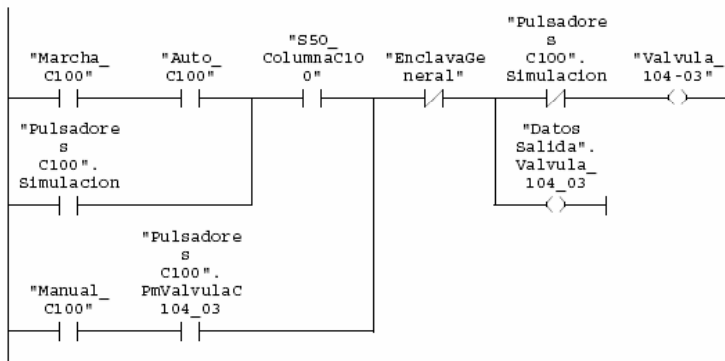 "Pulsadore
s
"S50_
C100".
"Marcha_
"Auto_
ColumnaC10
"EnclavaGe
Simulacion
"Valvula_
C100"
C100"
0"
neral"
104-03"
"Pulsadore
s
C100".
Simulacion
"Datos
Salida".
Valvula_
104_03
"Pulsadore
s
C100".
"Manual_
PmValvulaC
C100"
104_03